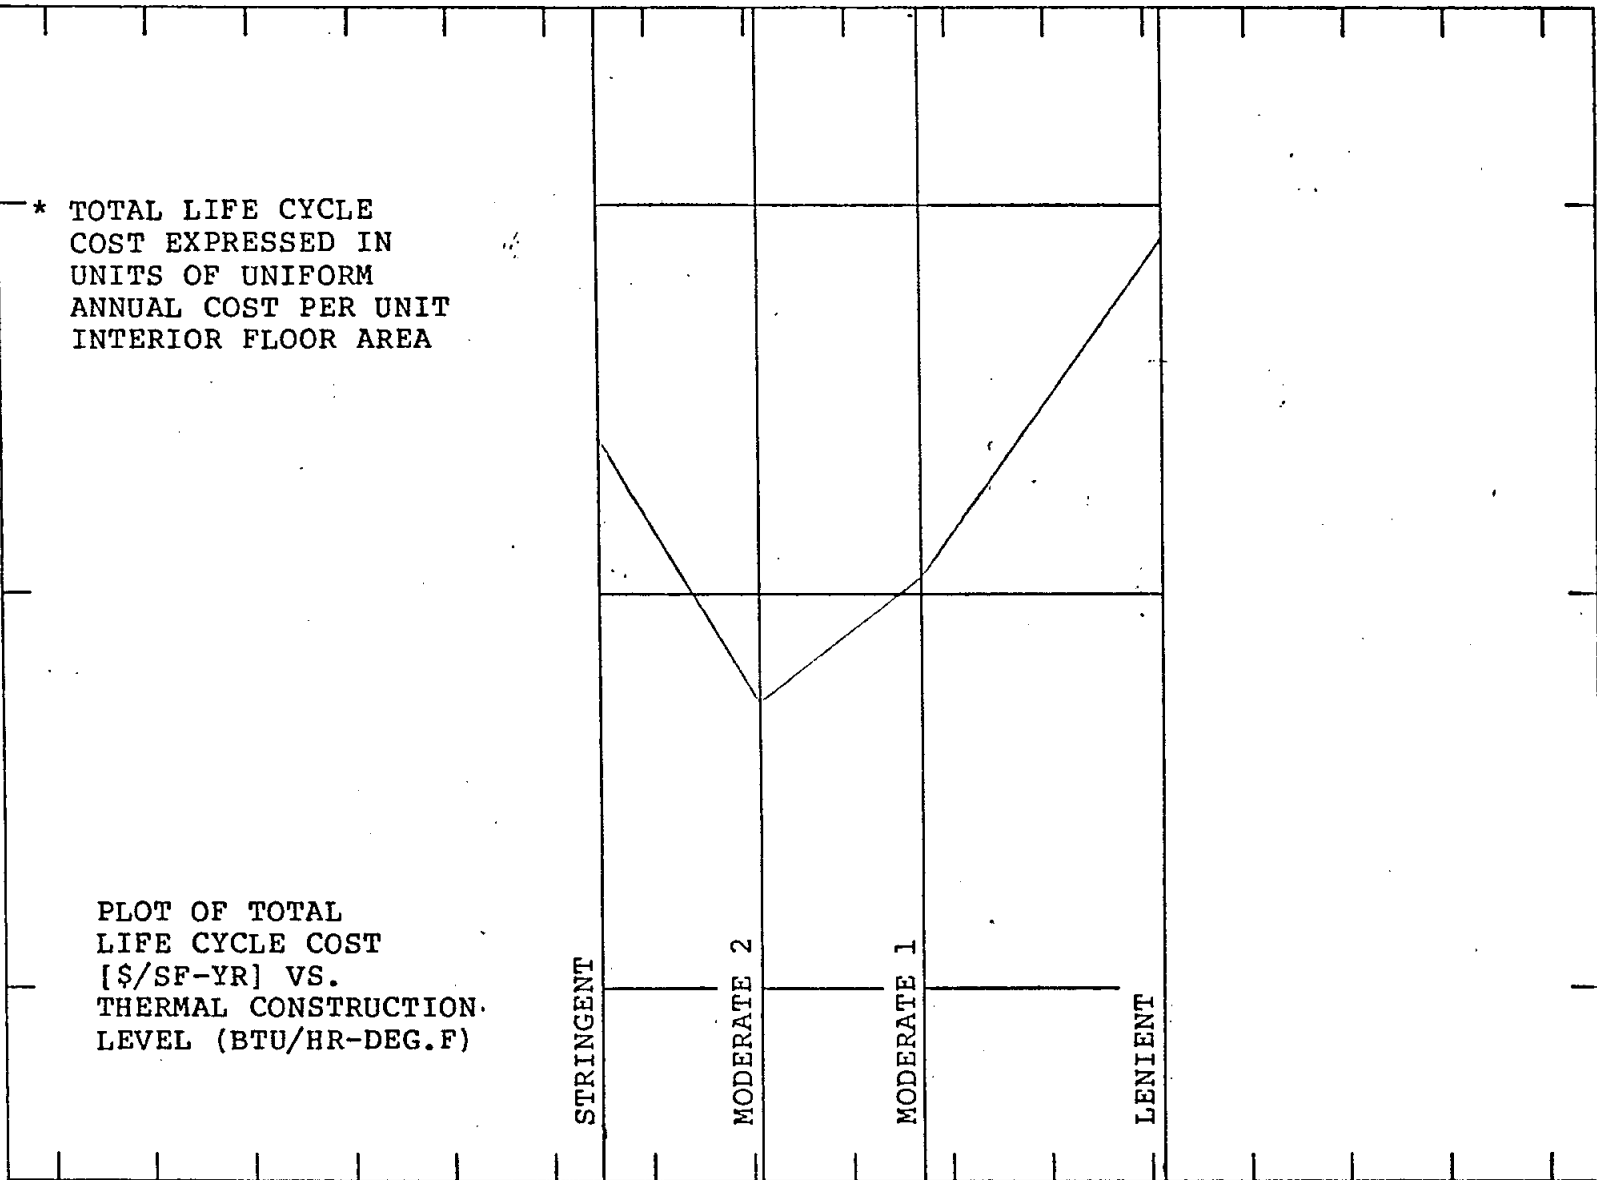 * TOTAL LIFE CYCLE
COST EXPRESSED IN
UNITS OF UNIFORM
ANNUAL COST PER UNIT
INTERIOR FLOOR AREA
PLOT OF TOTAL
LIFE CYCLE COST
[$/SF-YR] VS.
THERMAL CONSTRUCTION
LEVEL (BTU/HR-DEG.F)
STRINGENT
MODERATE 2
MODERATE 1
LENIENT